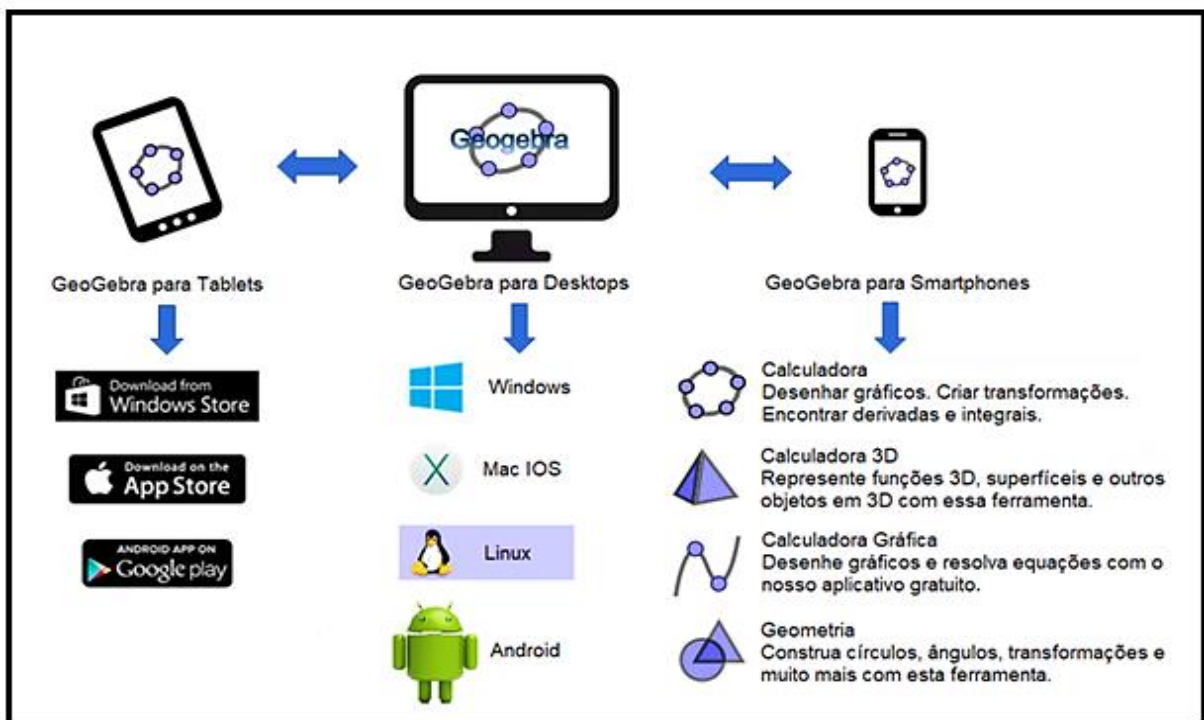 Geogebra
GeoGebra para Tablets
GeoGebra para Desktops
GeoGebra para Smartphones
Download from
Windows Store
Download on the
App Store
ANDROID APP ON
Google play
Windows
Mac IOS
Linux
Android
Calculadora
Desenhar gráficos. Criar transformações.
Encontrar derivadas e integrais.
Calculadora 3D
Represente funções 3D, superfíceis e outros
objetos em 3D com essa ferramenta.
Calculadora Gráfica
Desenhe gráficos e resolva equações com o
nosso aplicativo gratuito.
Geometria
Construa círculos, ângulos, transformações e
muito mais com esta ferramenta.